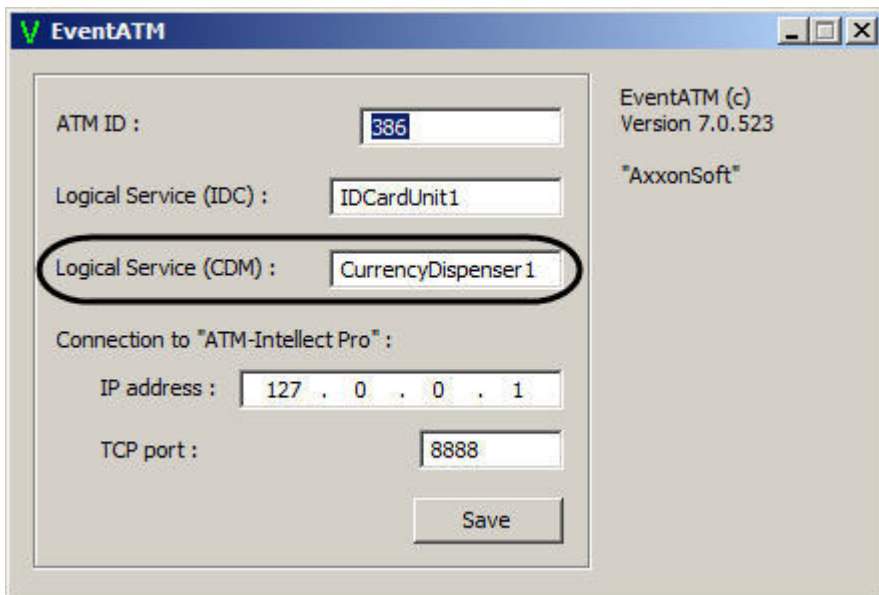 EventATM
ATM ID :
386
EventATM (c)
Version 7.0.523
"AxxonSoft"
Logical Service (IDC) :
IDCardUnit1
Logical Service (CDM) :
CurrencyDispenser1
Connection to "ATM-Intellect Pro" :
IP address :
127 . 0 . 0 . 1
TCP port :
8888
Save